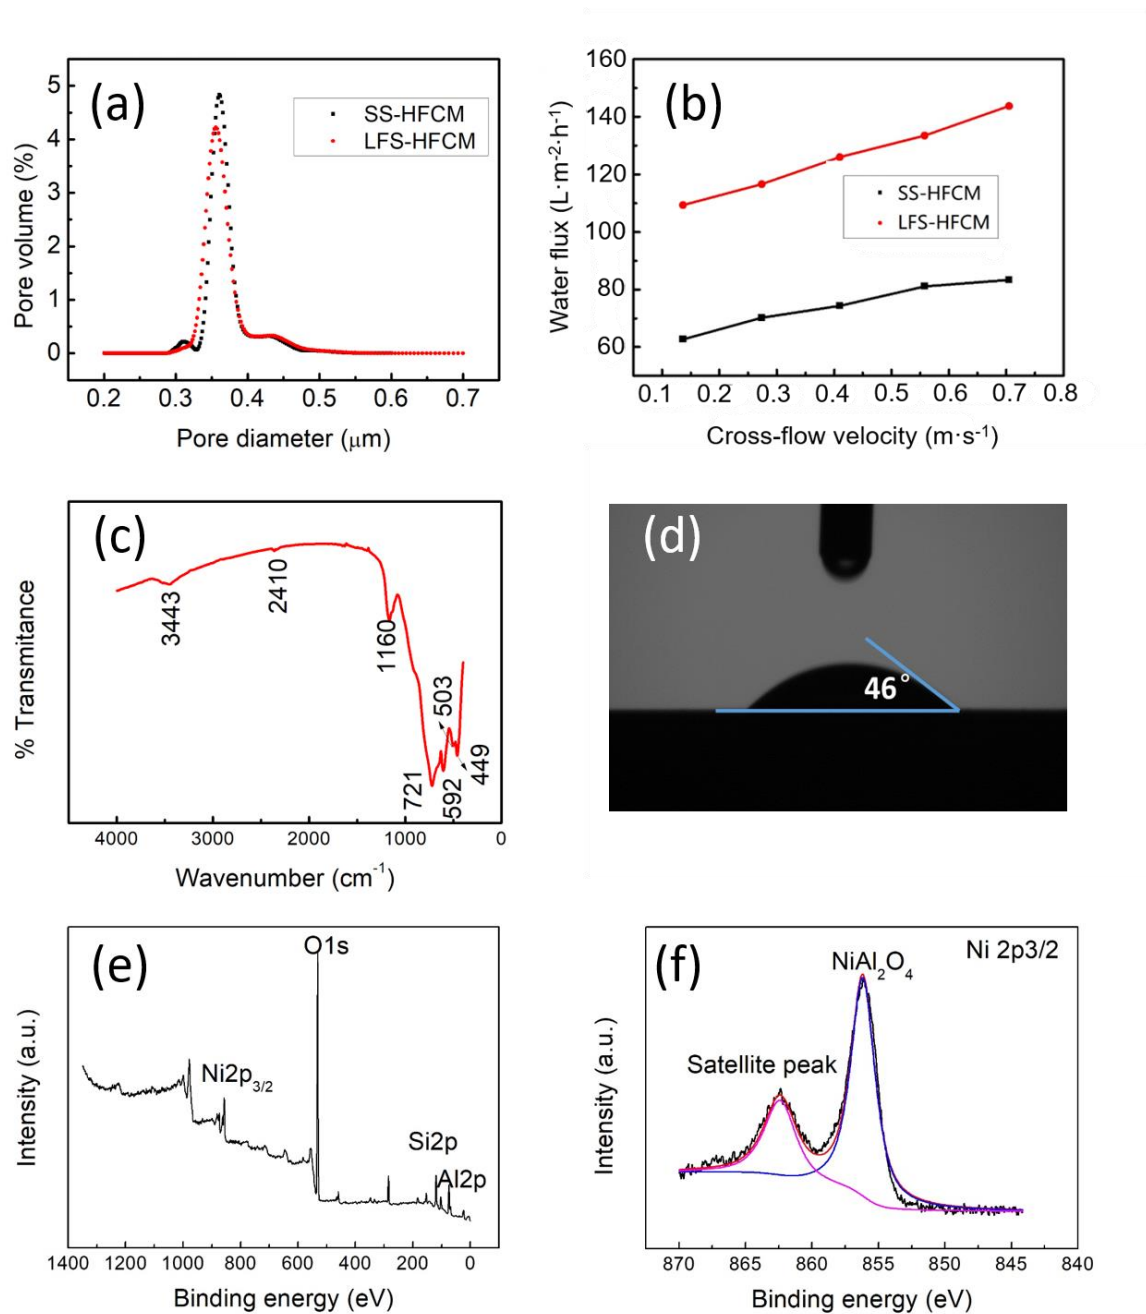 (a)
SS-HFCM
LFS-HFCM
Pore volume (%)
5
4
3
2
1
0
0.2 0.3 0.4 0.5 0.6 0.7
Pore diameter (μm)
(b)
SS-HFCM
LFS-HFCM
Water flux (L·m⁻²·h⁻¹)
160
140
120
100
80
60
0.1 0.2 0.3 0.4 0.5 0.6 0.7 0.8
Cross-flow velocity (m·s⁻¹)
(c)
% Transmitance
3443
2410
1160
503
721
592
449
4000 3000 2000 1000 0
Wavenumber (cm⁻¹)
(d)
46°
(e)
O1s
Ni2p₃/₂
Si2p
Al2p
Intensity (a.u.)
1400 1200 1000 800 600 400 200 0
Binding energy (eV)
(f)
Ni 2p3/2
NiAl₂O₄
Satellite peak
Intensity (a.u.)
870 865 860 855 850 845 840
Binding energy (eV)